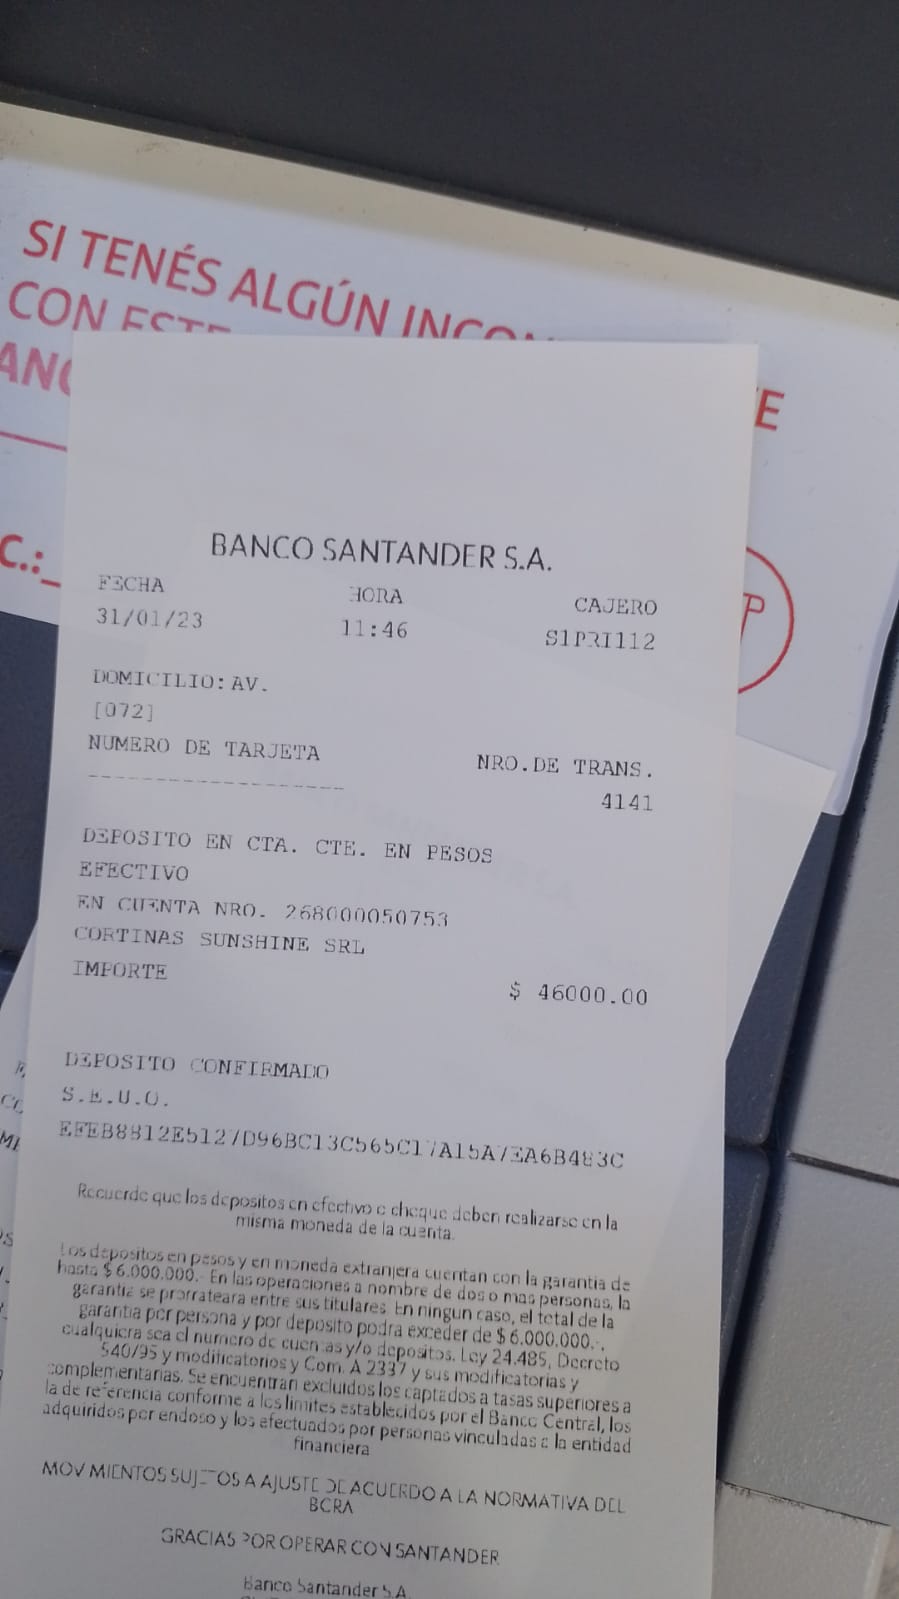 SI TENÉS ALGÚN
CON ESTE
E
C.:_
BANCO SANTANDER S.A.
FECHA HORA CAJERO
31/01/23 11:46 S1PRI112
DOMICILIO: AV.
[072]
NUMERO DE TARJETA NRO.DE TRANS.
------------------ 4141
DEPOSITO EN CTA. CTE. EN PESOS
EFECTIVO
EN CUENTA NRO. 268000050753
CORTINAS SUNSHINE SRL
IMPORTE $ 46000.00
DEPOSITO CONFIRMADO
S.E.U.O.
EFEB8812E5127D96BC13C565C17A15A7EA6B483C
Recuerde que los depositos en efectivo o cheque deben realizarse en la
misma moneda de la cuenta.
Los depositos en pesos y en moneda extranjera cuentan con la garantia de
hasta $ 6.000.000.- En las operaciones a nombre de dos o mas personas, la
garantia se prorrateara entre sus titulares. En ningun caso, el total de la
garantia por persona y por deposito podra exceder de $ 6.000.000.-,
cualquiera sea el numero de cuentas y/o depositos. Ley 24.485, Decreto
540/95 y modificatorios y Com. A 2337 y sus modificatorias y
complementarias. Se encuentran excluidos los captados a tasas superiores a
la de referencia conforme a los limites establecidos por el Banco Central, los
adquiridos por endoso y los efectuados por personas vinculadas a la entidad
financiera
MOVIMIENTOS SUJETOS A AJUSTE DE ACUERDO A LA NORMATIVA DEL
BCRA
GRACIAS POR OPERAR CON SANTANDER
Banco Santander S.A.